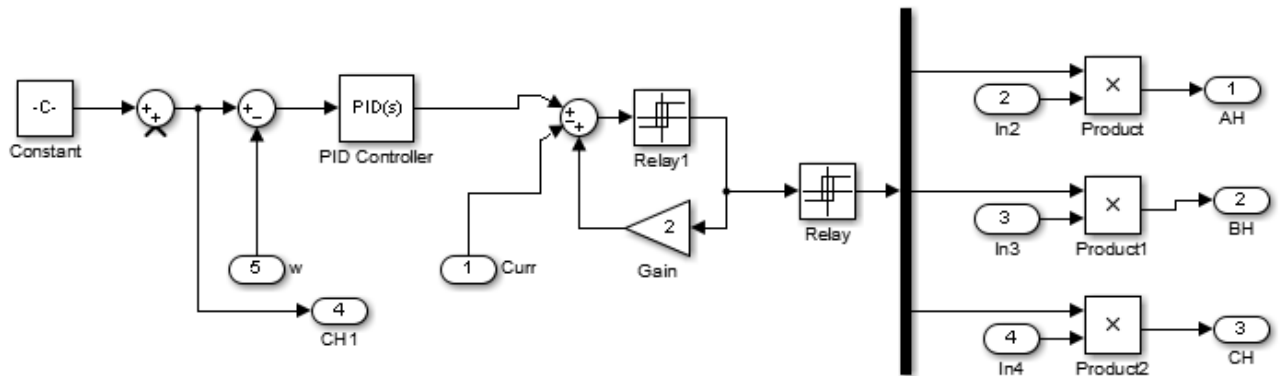 -C-
Constant
+
+
+
-
PID(s)
PID Controller
+
-
+
Relay1
2
Gain
5
w
1
Curr
4
CH1
Relay
2
In2
×
Product
1
AH
3
In3
×
Product1
2
BH
4
In4
×
Product2
3
CH